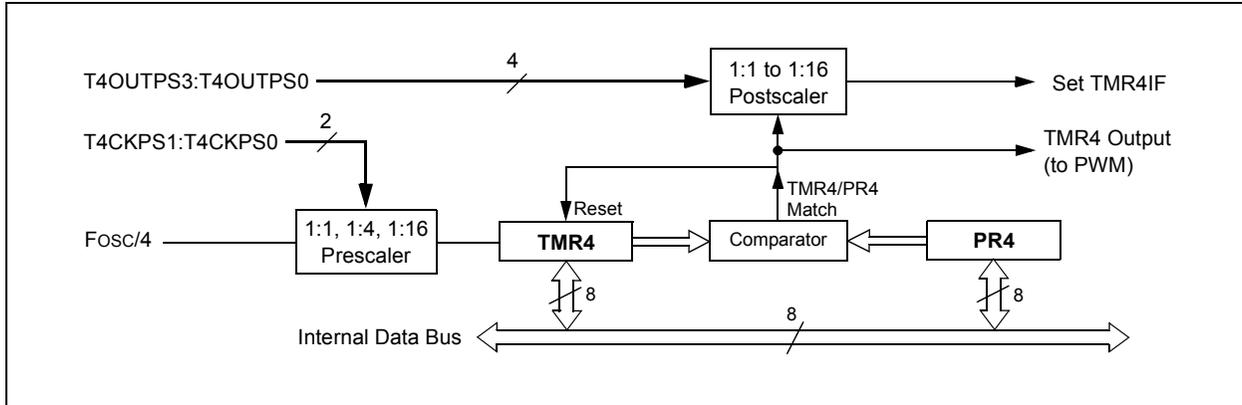 T4OUTPS3:T4OUTPS0
4
1:1 to 1:16
Postscaler
Set TMR4IF
T4CKPS1:T4CKPS0
2
TMR4 Output
(to PWM)
TMR4/PR4
Match
Reset
FOSC/4
1:1, 1:4, 1:16
Prescaler
TMR4
Comparator
PR4
8
8
8
Internal Data Bus